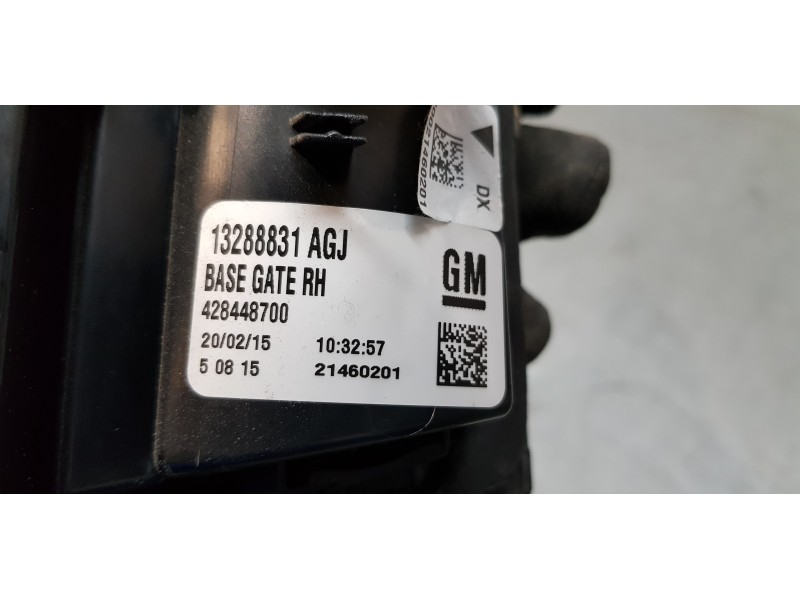 DX
13288831 AGJ
GM
BASE GATE RH
428448700
20/02/15 10:32:57
5 08 15 21460201